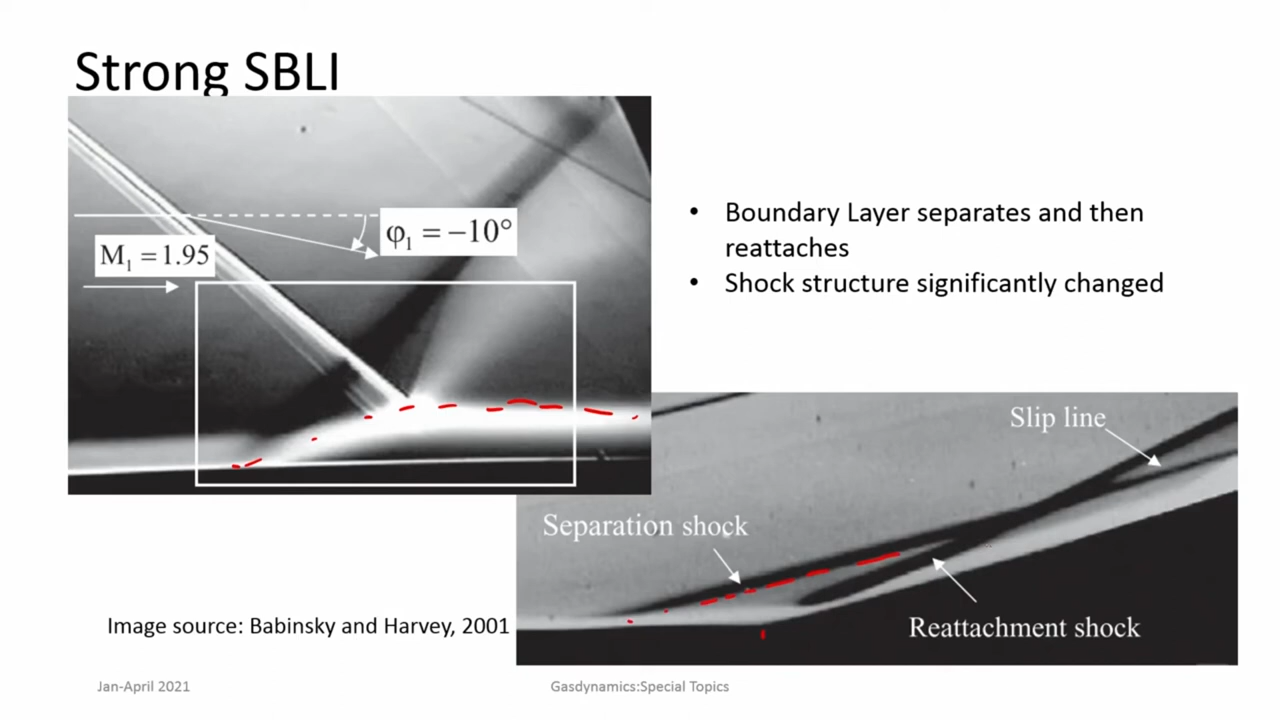 Strong SBLI
M₁ = 1.95
φ₁ = −10°
• Boundary Layer separates and then
reattaches
• Shock structure significantly changed
Slip line
Separation shock
Reattachment shock
Image source: Babinsky and Harvey, 2001
Jan-April 2021
Gasdynamics:Special Topics